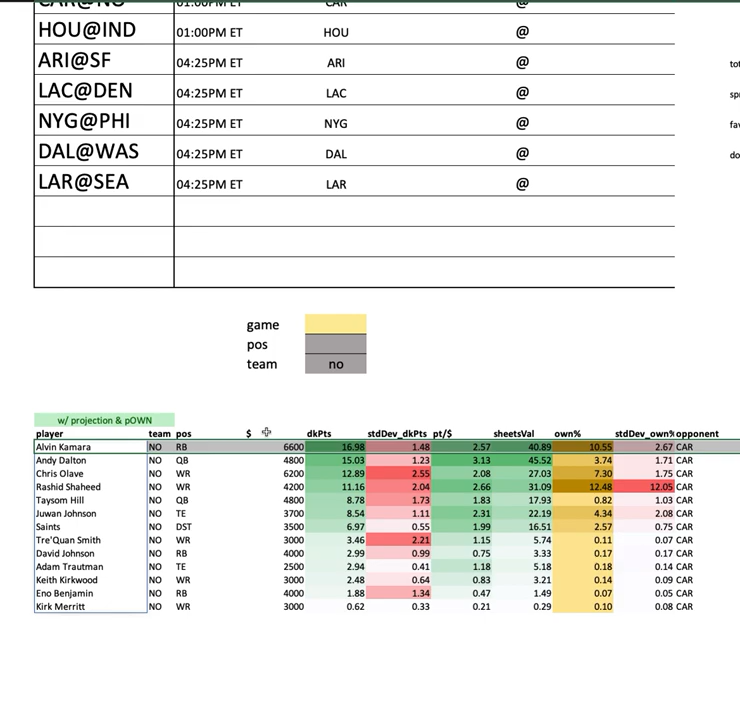 CAR@NO 01:00PM ET CAR @
HOU@IND 01:00PM ET HOU @
ARI@SF 04:25PM ET ARI @ tot
LAC@DEN 04:25PM ET LAC @ spr
NYG@PHI 04:25PM ET NYG @ fav
DAL@WAS 04:25PM ET DAL @ do
LAR@SEA 04:25PM ET LAR @
game
pos
team no
w/ projection & pOWN
player team pos $ dkPts stdDev_dkPts pt/$ sheetsVal own% stdDev_own% opponent
Alvin Kamara NO RB 6600 16.98 1.48 2.57 40.89 10.55 2.67 CAR
Andy Dalton NO QB 4800 15.03 1.23 3.13 45.52 3.74 1.71 CAR
Chris Olave NO WR 6200 12.89 2.55 2.08 27.03 7.30 1.75 CAR
Rashid Shaheed NO WR 4200 11.16 2.04 2.66 31.09 12.48 12.05 CAR
Taysom Hill NO QB 4800 8.78 1.73 1.83 17.93 0.82 1.03 CAR
Juwan Johnson NO TE 3700 8.54 1.11 2.31 22.19 4.34 2.08 CAR
Saints NO DST 3500 6.97 0.55 1.99 16.51 2.57 0.75 CAR
Tre'Quan Smith NO WR 3000 3.46 2.21 1.15 5.74 0.11 0.07 CAR
David Johnson NO RB 4000 2.99 0.99 0.75 3.33 0.17 0.17 CAR
Adam Trautman NO TE 2500 2.94 0.41 1.18 5.18 0.18 0.14 CAR
Keith Kirkwood NO WR 3000 2.48 0.64 0.83 3.21 0.14 0.09 CAR
Eno Benjamin NO RB 4000 1.88 1.34 0.47 1.49 0.07 0.05 CAR
Kirk Merritt NO WR 3000 0.62 0.33 0.21 0.29 0.10 0.08 CAR